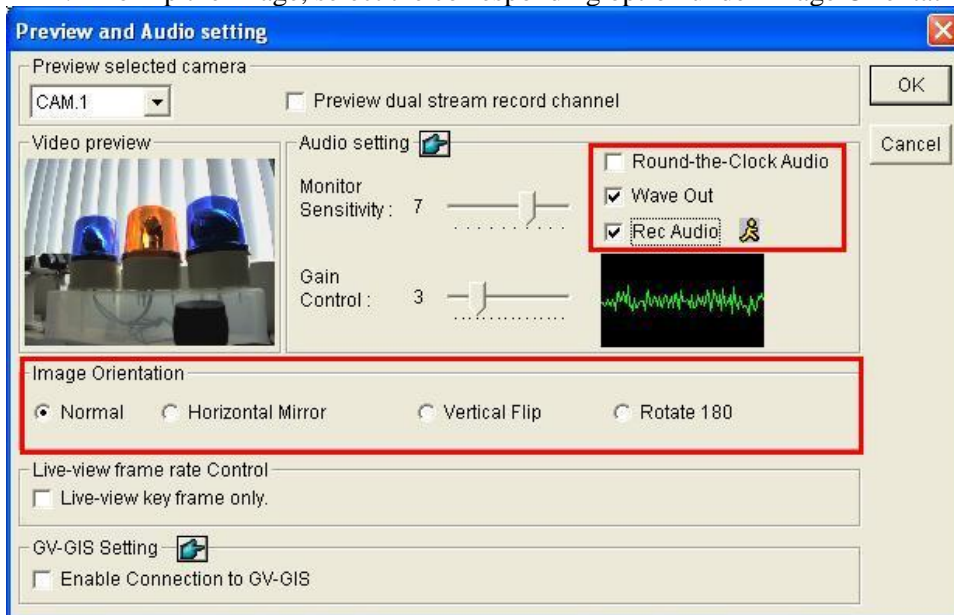 Preview and Audio setting
Preview selected camera
CAM.1
Preview dual stream record channel
OK
Cancel
Video preview
Audio setting
Round-the-Clock Audio
Monitor
Sensitivity : 7
Wave Out
Rec Audio
Gain
Control : 3
Image Orientation
Normal
Horizontal Mirror
Vertical Flip
Rotate 180
Live-view frame rate Control
Live-view key frame only.
GV-GIS Setting
Enable Connection to GV-GIS